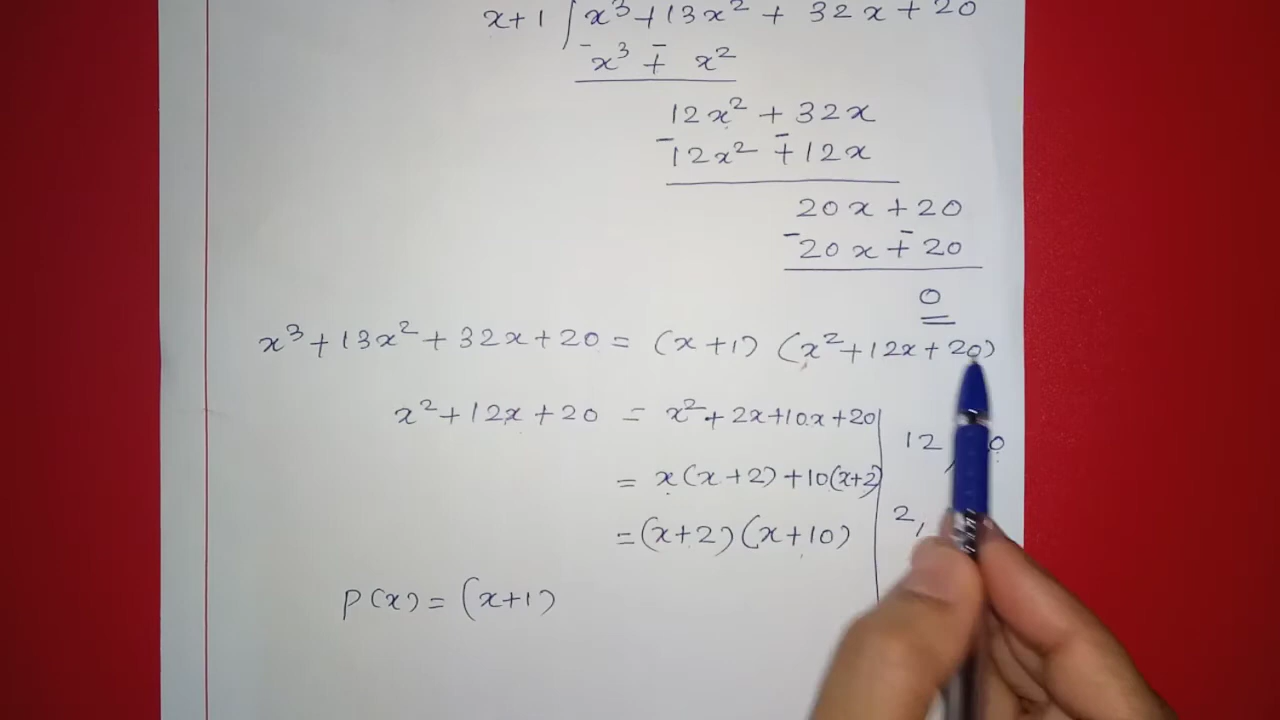 x+1 ) x³+13x² + 32x+20
- x³ ∓ x²
12x² + 32x
- 12x² ∓ 12x
20x+20
- 20x ∓ 20
0
x³+13x²+32x+20 = (x+1) (x²+12x+20)
x²+12x+20 = x²+2x+10x+20
12,
= x(x+2)+10(x+2)
2,
=(x+2)(x+10)
P(x)=(x+1)